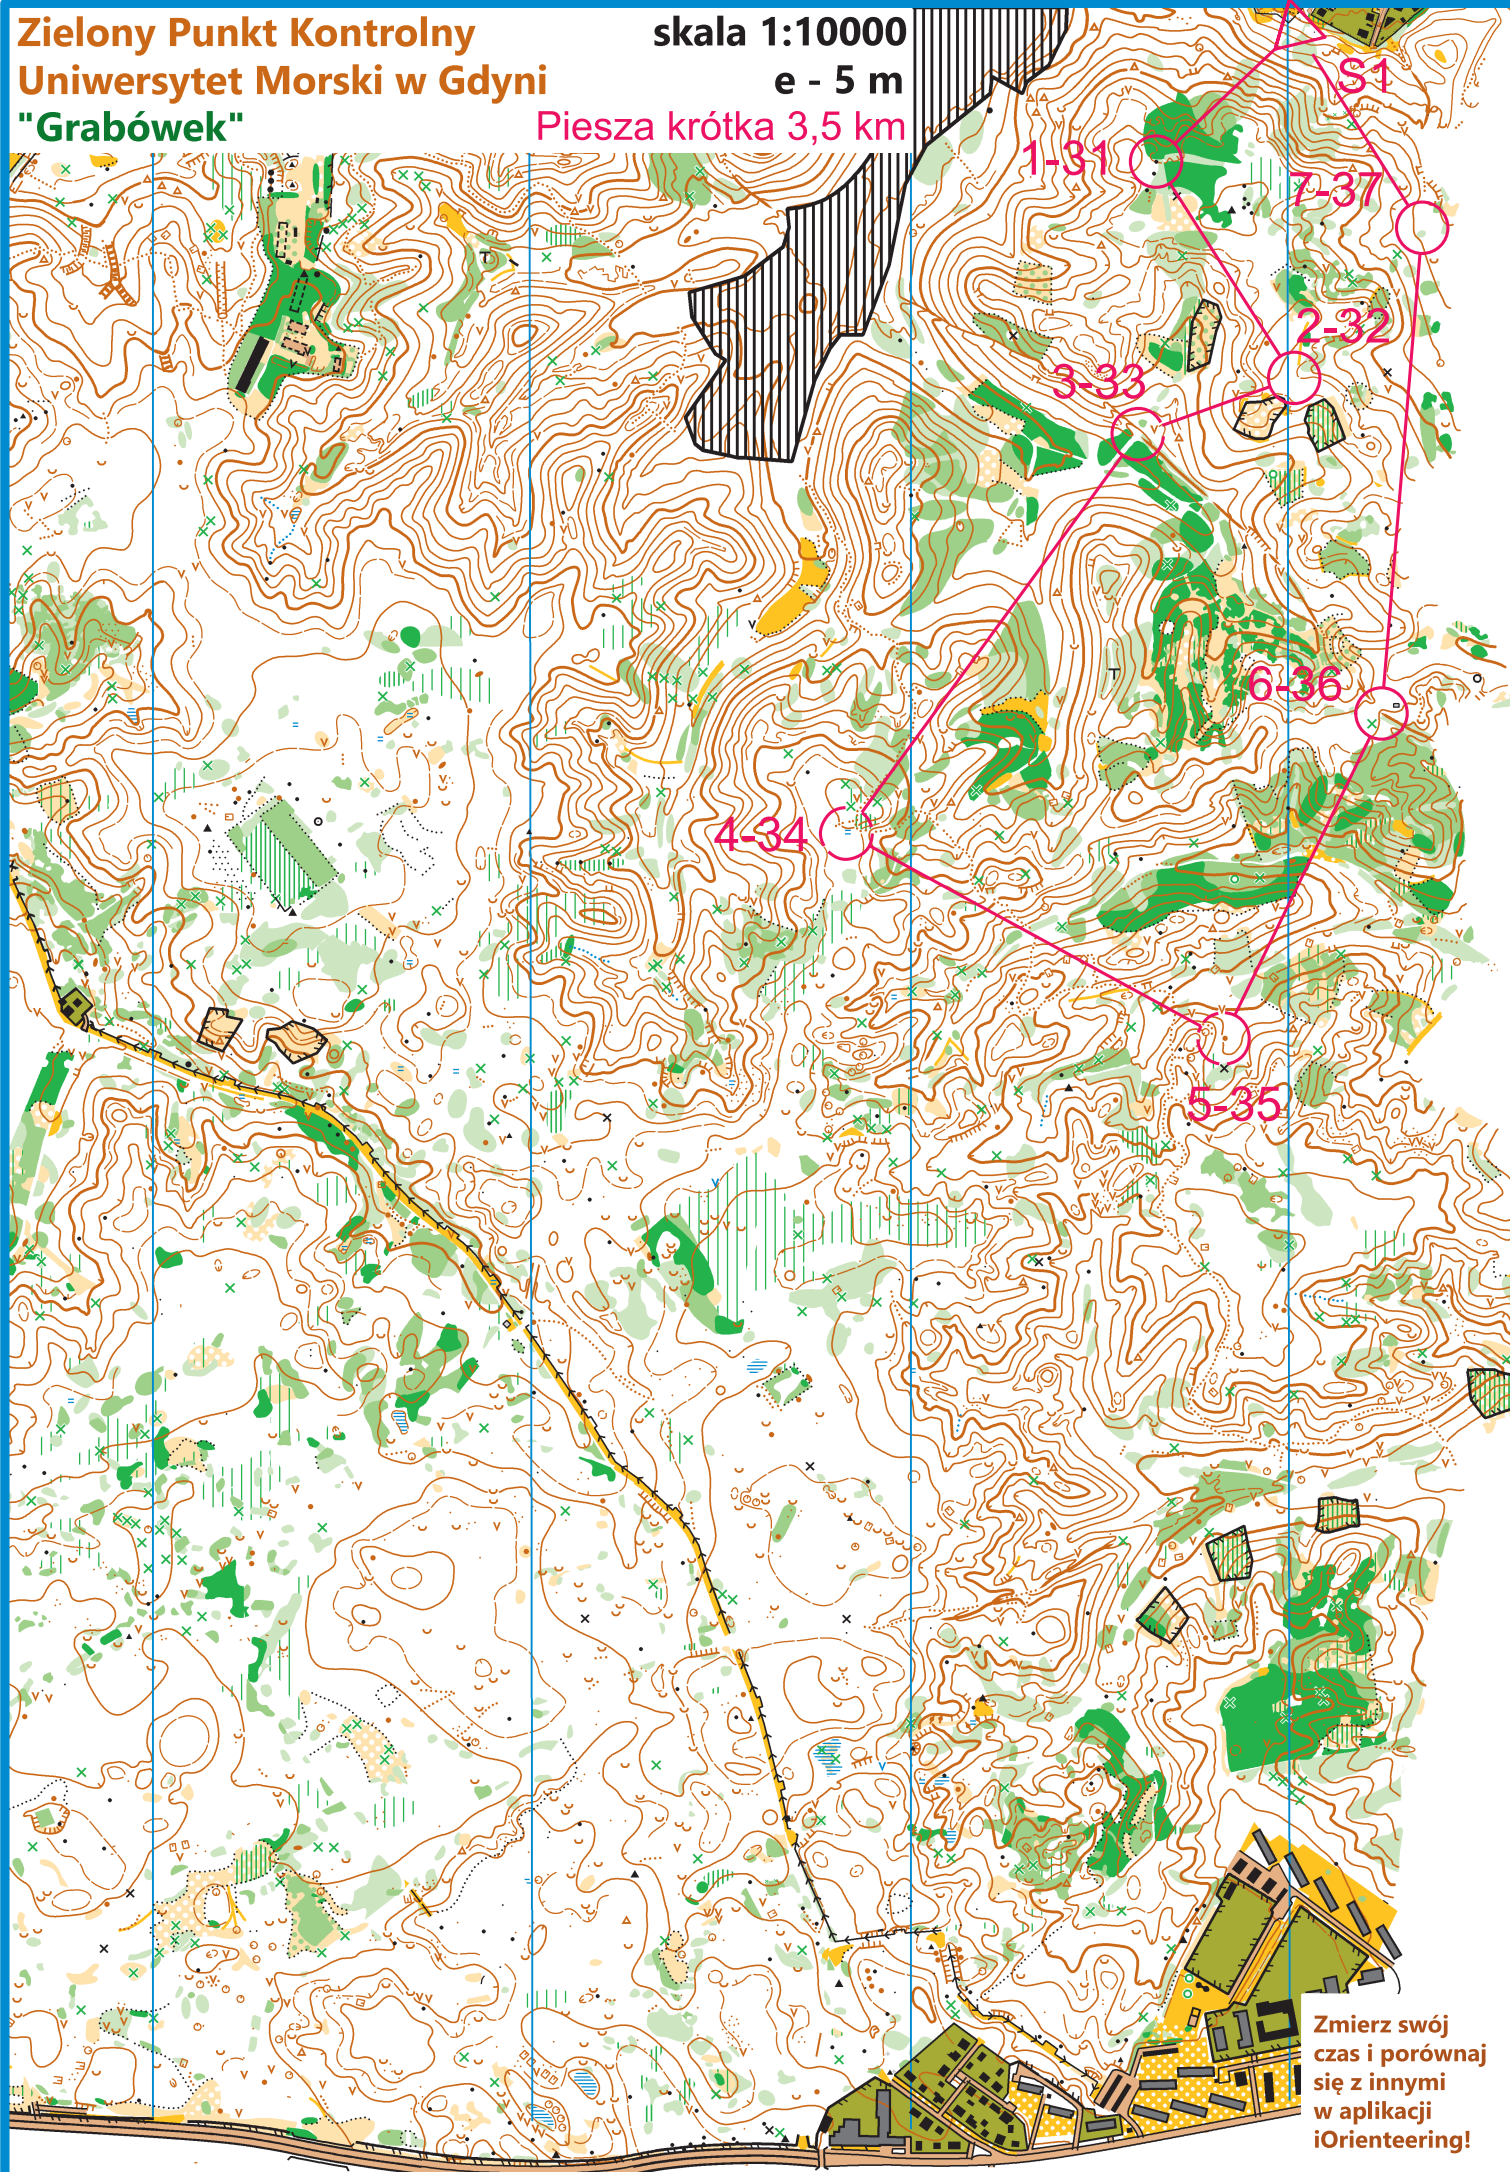 Zielony Punkt Kontrolny
Uniwersytet Morski w Gdyni
"Grabówek"
skala 1:10000
e - 5 m
Piesza krótka 3,5 km
S1
1-31
7-37
2-32
3-33
6-36
4-34
5-35
Zmierz swój
czas i porównaj
się z innymi
w aplikacji
iOrienteering!